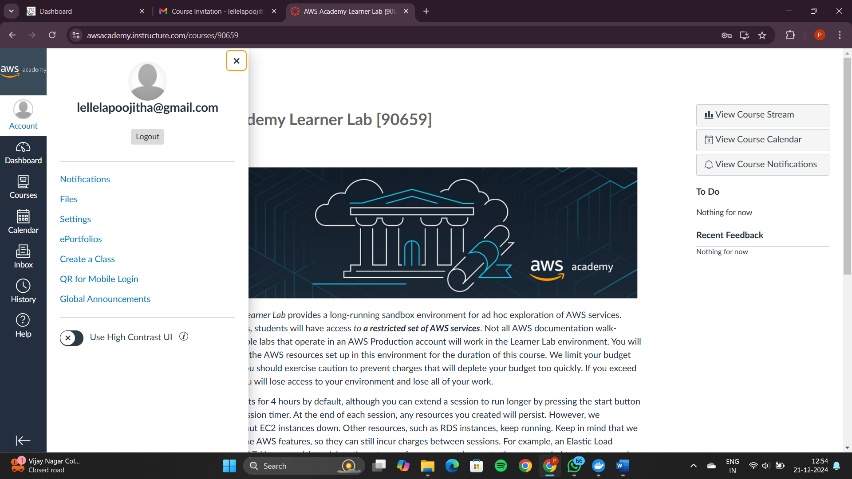 Dashboard
Course Invitation - lellelapoojith
AWS Academy Learner Lab [90
awsacademy.instructure.com/courses/90659
P
aws academy
Account
Dashboard
Courses
Calendar
Inbox
History
Help
lellelapoojitha@gmail.com
Logout
Notifications
Files
Settings
ePortfolios
Create a Class
QR for Mobile Login
Global Announcements
Use High Contrast UI
demy Learner Lab [90659]
aws academy
earner Lab provides a long-running sandbox environment for ad hoc exploration of AWS services.
s, students will have access to a restricted set of AWS services. Not all AWS documentation walk-
ple labs that operate in an AWS Production account will work in the Learner Lab environment. You will
the AWS resources set up in this environment for the duration of this course. We limit your budget
u should exercise caution to prevent charges that will deplete your budget too quickly. If you exceed
will lose access to your environment and lose all of your work.
ts for 4 hours by default, although you can extend a session to run longer by pressing the start button
ssion timer. At the end of each session, any resources you created will persist. However, we
ut EC2 instances down. Other resources, such as RDS instances, keep running. Keep in mind that we
e AWS features, so they can still incur charges between sessions. For example, an Elastic Load
View Course Stream
View Course Calendar
View Course Notifications
To Do
Nothing for now
Recent Feedback
Nothing for now
Vijay Nagar Col...
Closed road
Search
ENG
IN
12:54
21-12-2024